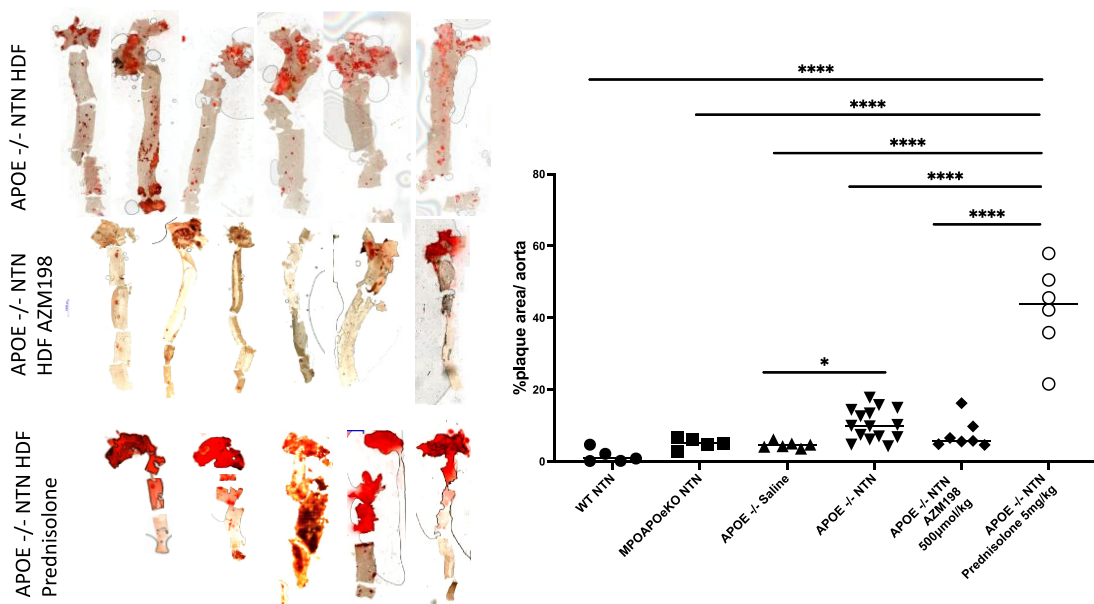 APOE -/- NTN HDF
APOE -/- NTN
HDF AZM198
APOE -/- NTN HDF
Prednisolone
****
****
****
****
****
*
%plaque area/ aorta
80
60
40
20
0
WT NTN
MPOAPOeKO NTN
APOE -/- Saline
APOE -/- NTN
APOE -/- NTN
AZM198
500µmol/kg
APOE -/- NTN
Prednisolone 5mg/kg